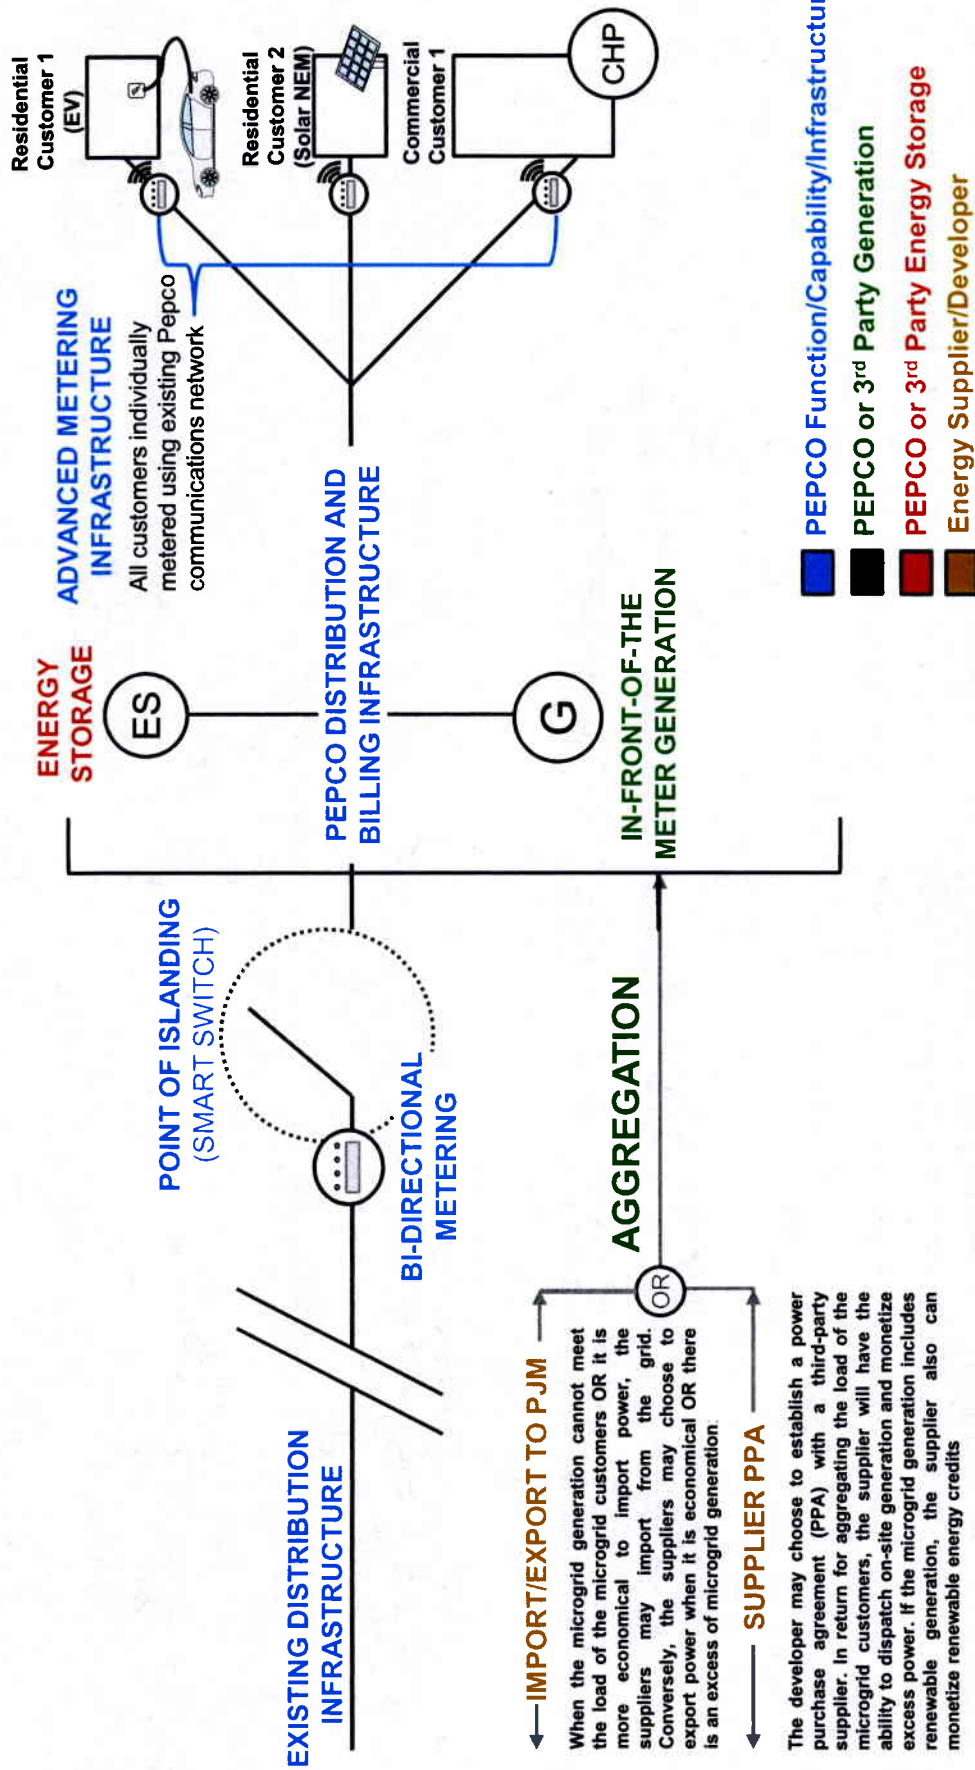 EXISTING DISTRIBUTION
INFRASTRUCTURE
POINT OF ISLANDING
(SMART SWITCH)
BI-DIRECTIONAL
METERING
ENERGY
STORAGE
ES
PEPCO DISTRIBUTION AND
BILLING INFRASTRUCTURE
G
IN-FRONT-OF-THE
METER GENERATION
ADVANCED METERING
INFRASTRUCTURE
All customers individually
metered using existing Pepco
communications network
Residential
Customer 1
(EV)
Residential
Customer 2
(Solar NEM)
Commercial
Customer 1
CHP
IMPORT/EXPORT TO PJM
When the microgrid generation cannot meet
the load of the microgrid customers OR it is
more economical to import power, the
suppliers may import from the grid.
Conversely, the suppliers may choose to
export power when it is economical OR there
is an excess of microgrid generation.
OR
AGGREGATION
SUPPLIER PPA
The developer may choose to establish a power
purchase agreement (PPA) with a third-party
supplier. In return for aggregating the load of the
microgrid customers, the supplier will have the
ability to dispatch on-site generation and monetize
excess power. If the microgrid generation includes
renewable generation, the supplier also can
monetize renewable energy credits
PEPCO Function/Capability/Infrastructur
PEPCO or 3rd Party Generation
PEPCO or 3rd Party Energy Storage
Energy Supplier/Developer